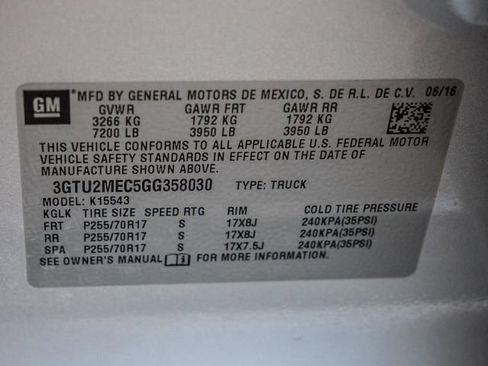 GM *MFD BY GENERAL MOTORS DE MEXICO, S. DE R.L. DE C.V. 06/16
GVWR GAWR FRT GAWR RR
3266 KG 1792 KG 1792 KG
7200 LB 3950 LB 3950 LB
THIS VEHICLE CONFORMS TO ALL APPLICABLE U.S. FEDERAL MOTOR
VEHICLE SAFETY STANDARDS IN EFFECT ON THE DATE OF
MANUFACTURE SHOWN ABOVE.
3GTU2MEC5GG358030 TYPE: TRUCK
MODEL: K15543
KGLK TIRE SIZE SPEED RTG RIM COLD TIRE PRESSURE
FRT P255/70R17 S 17X8J 240KPA(35PSI)
RR P255/70R17 S 17X8J 240KPA(35PSI)
SPA P255/70R17 S 17X7.5J 240KPA(35PSI)
SEE OWNER'S MANUAL FOR MORE INFORMATION.